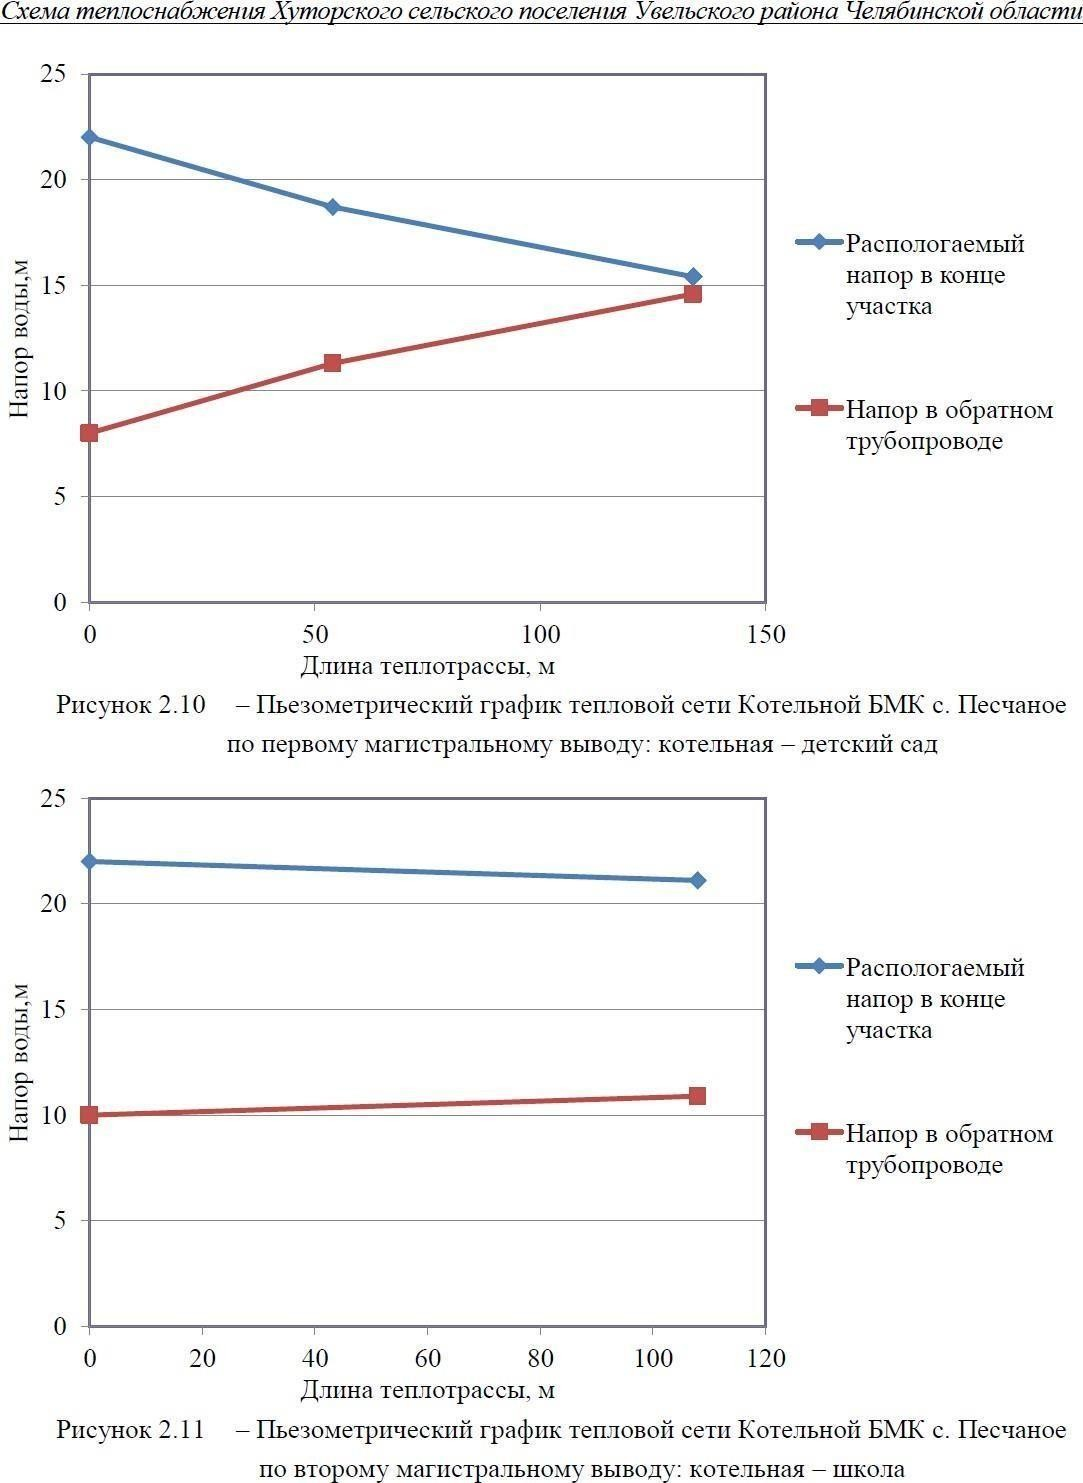 Схема теплоснабжения Хуторского сельского поселения Увельского района Челябинской области
25
20
15
10
5
0
Напор воды,м
0 50 100 150
Длина теплотрассы, м
Распологаемый
напор в конце
участка
Напор в обратном
трубопроводе
Рисунок 2.10 – Пьезометрический график тепловой сети Котельной БМК с. Песчаное
по первому магистральному выводу: котельная – детский сад
25
20
15
10
5
0
Напор воды,м
0 20 40 60 80 100 120
Длина теплотрассы, м
Распологаемый
напор в конце
участка
Напор в обратном
трубопроводе
Рисунок 2.11 – Пьезометрический график тепловой сети Котельной БМК с. Песчаное
по второму магистральному выводу: котельная – школа